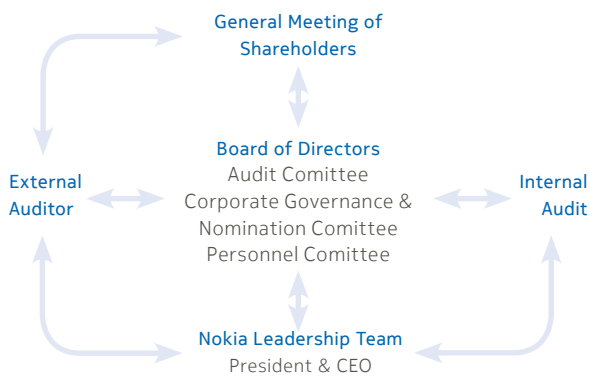 General Meeting of
Shareholders
Board of Directors
Audit Comittee
Corporate Governance &
Nomination Comittee
Personnel Comittee
External
Auditor
Internal
Audit
Nokia Leadership Team
President & CEO